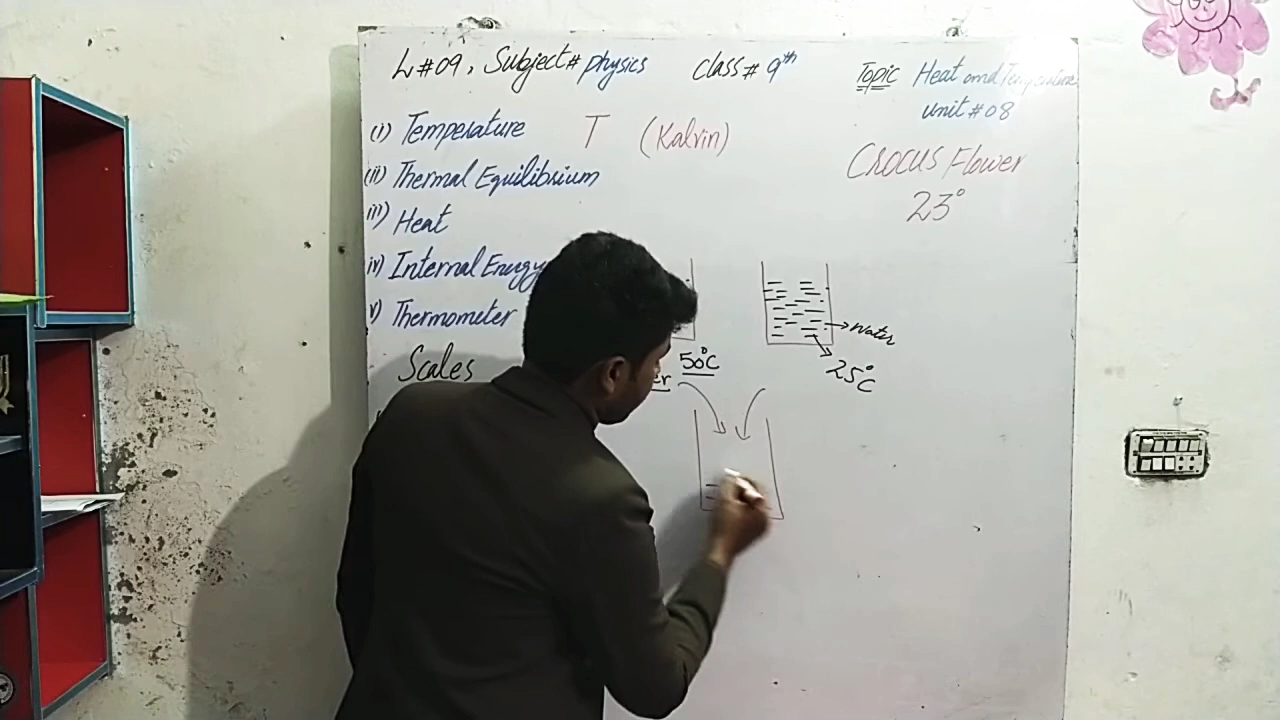 L#09, Subject# physics class# 9th Topic Heat and Temperature
unit #08
(i) Temperature T (Kalvin)
(ii) Thermal Equilibrium
(iii) Heat
(iv) Internal Energy
(v) Thermometer
Scales
Crocus Flower
23°
→ water
25°C
50°C